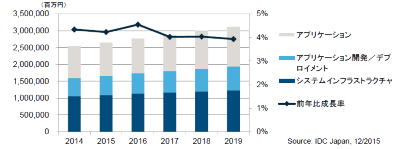 (百万円)
3,500,000
3,000,000
2,500,000
2,000,000
1,500,000
1,000,000
500,000
0
5%
4%
3%
2%
1%
0%
2014 2015 2016 2017 2018 2019
アプリケーション
アプリケーション開発／デプ
ロイメント
システムインフラストラクチャ
前年比成長率
Source: IDC Japan, 12/2015